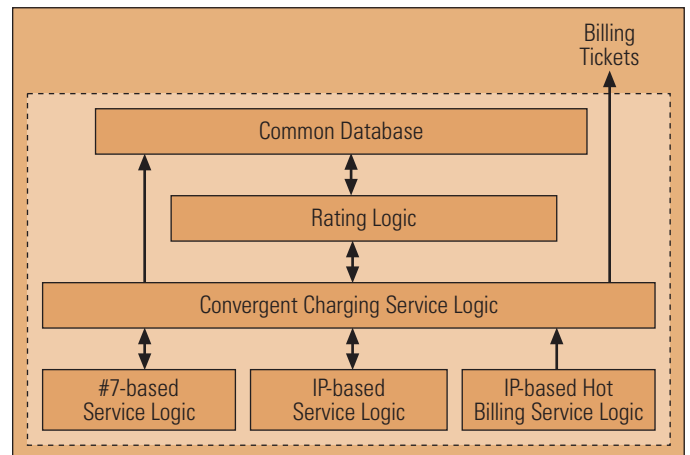 Billing
Tickets
Common Database
Rating Logic
Convergent Charging Service Logic
#7-based
Service Logic
IP-based
Service Logic
IP-based Hot
Billing Service Logic